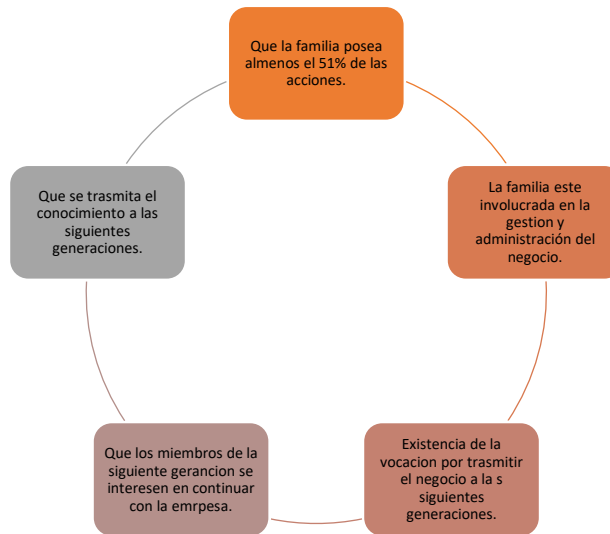 Que la familia posea
almenos el 51% de las
acciones.
La familia este
involucrada en la
gestion y
administración del
negocio.
Existencia de la
vocacion por trasmitir
el negocio a la s
siguientes
generaciones.
Que los miembros de la
siguiente gerancion se
interesen en continuar
con la emrpesa.
Que se trasmita el
conocimiento a las
siguientes
generaciones.